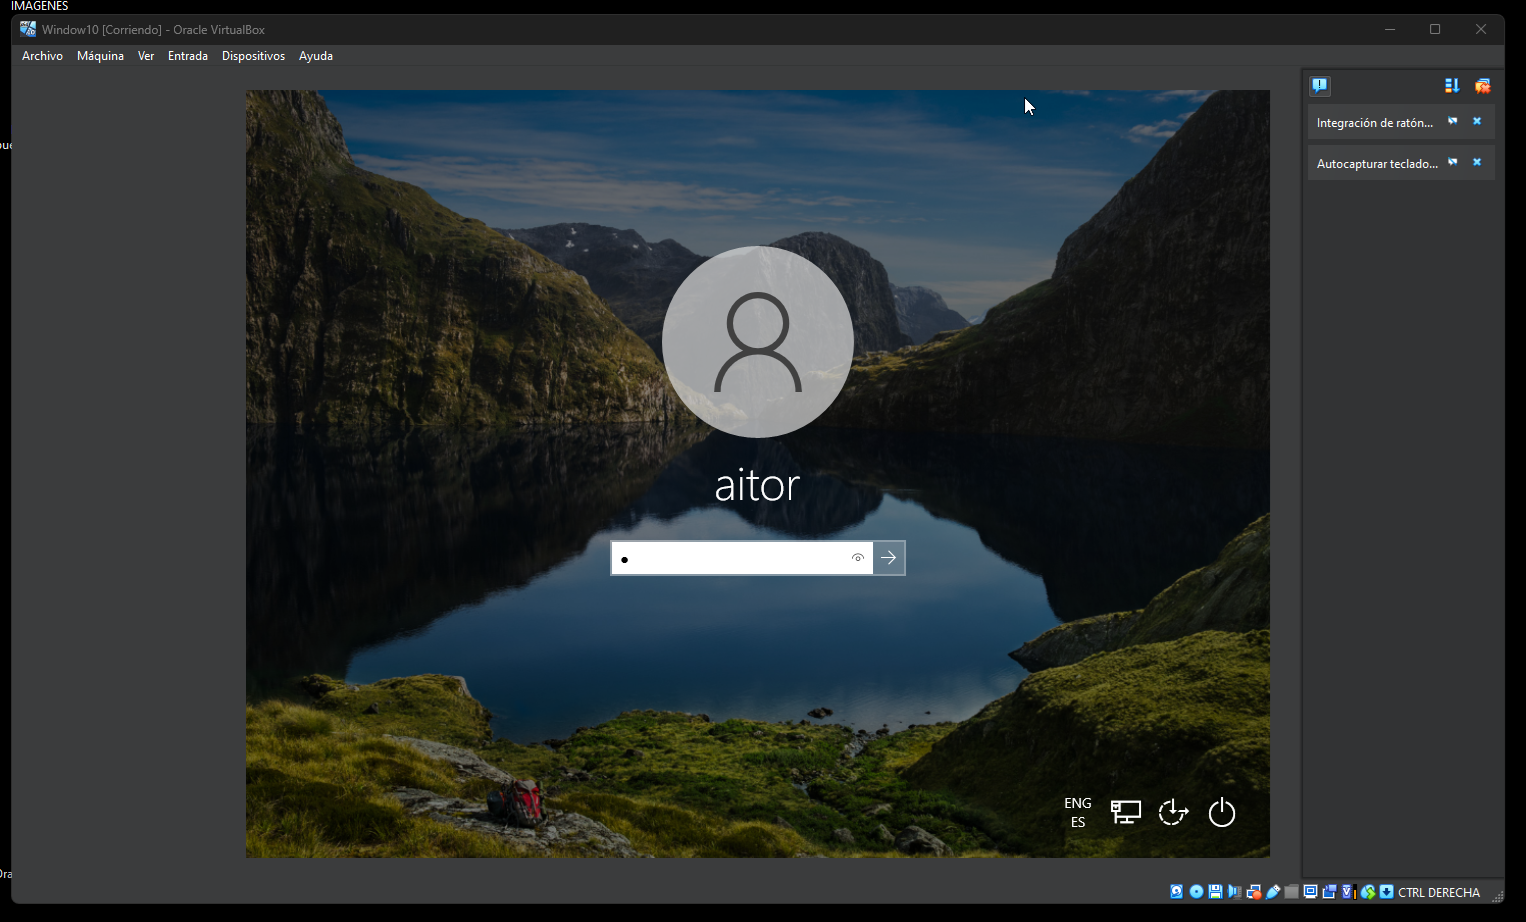 IMAGENES
Window10 [Corriendo] - Oracle VirtualBox
Archivo Máquina Ver Entrada Dispositivos Ayuda
Integración de ratón...
Autocapturar teclado...
aitor
ENG
ES
CTRL DERECHA